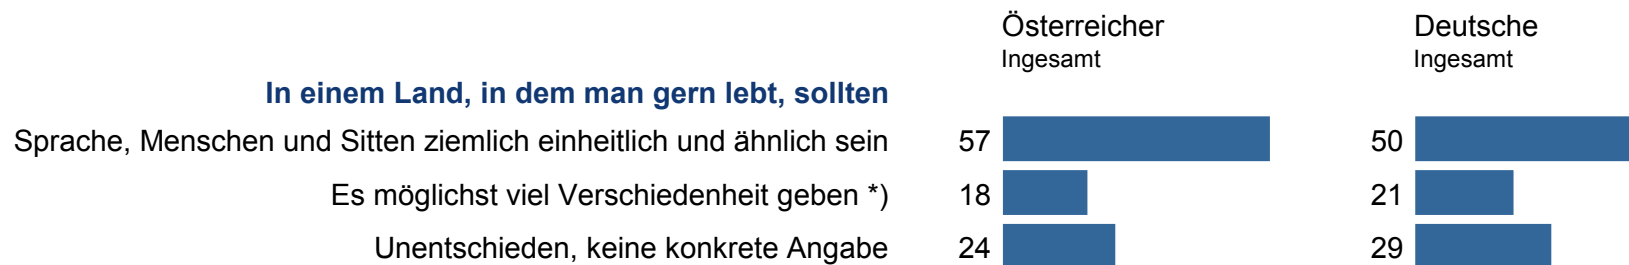 Österreicher Deutsche
Ingesamt Ingesamt
In einem Land, in dem man gern lebt, sollten
Sprache, Menschen und Sitten ziemlich einheitlich und ähnlich sein 57 50
Es möglichst viel Verschiedenheit geben *) 18 21
Unentschieden, keine konkrete Angabe 24 29